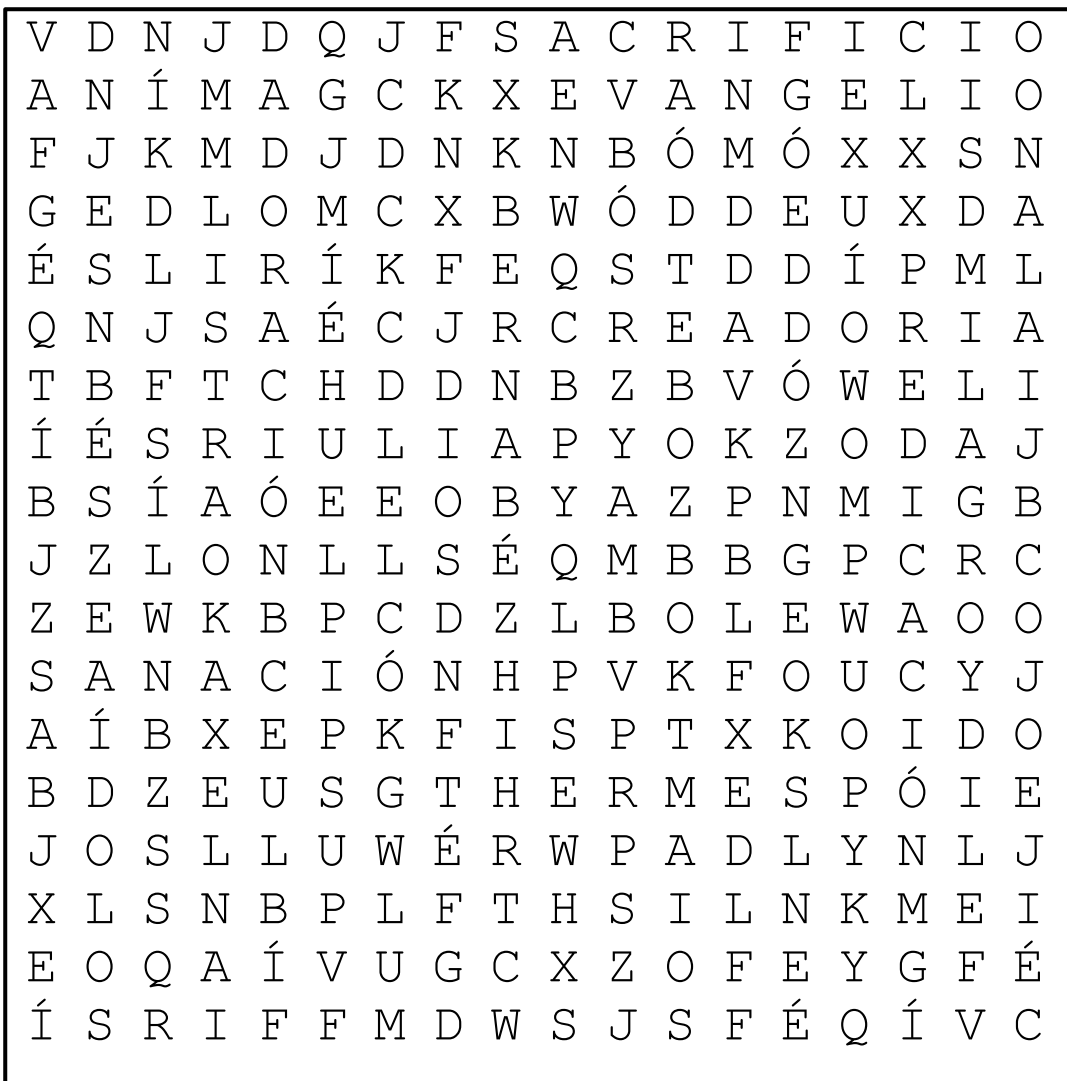 V D N J D Q J F S A C R I F I C I O
A N Í M A G C K X E V A N G E L I O
F J K M D J D N K N B Ó M Ó X X S N
G E D L O M C X B W Ó D D E U X D A
É S L I R Í K F E Q S T D D Í P M L
Q N J S A É C J R C R E A D O R I A
T B F T C H D D N B Z B V Ó W E L I
Í É S R I U L I A P Y O K Z O D A J
B S Í A Ó E E O B Y A Z P N M I G B
J Z L O N L L S É Q M B B G P C R C
Z E W K B P C D Z L B O L E W A O O
S A N A C I Ó N H P V K F O U C Y J
A Í B X E P K F I S P T X K O I D O
B D Z E U S G T H E R M E S P Ó I E
J O S L L U W É R W P A D L Y N L J
X L S N B P L F T H S I L N K M E I
E O Q A Í V U G C X Z O F E Y G F É
Í S R I F F M D W S J S F É Q Í V C